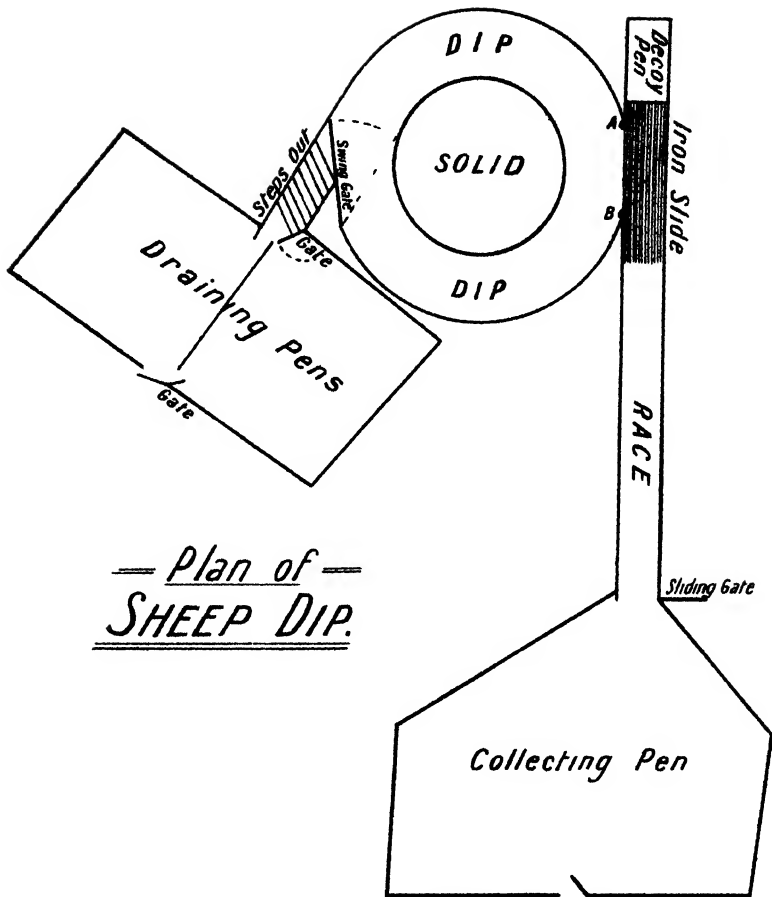 DIP
Decoy
Pen
A
Iron Slide
SOLID
Swing Gate
Steps Out
B
Gate
DIP
Draining Pens
Gate
RACE
— Plan of —
SHEEP DIP.
Sliding Gate
Collecting Pen